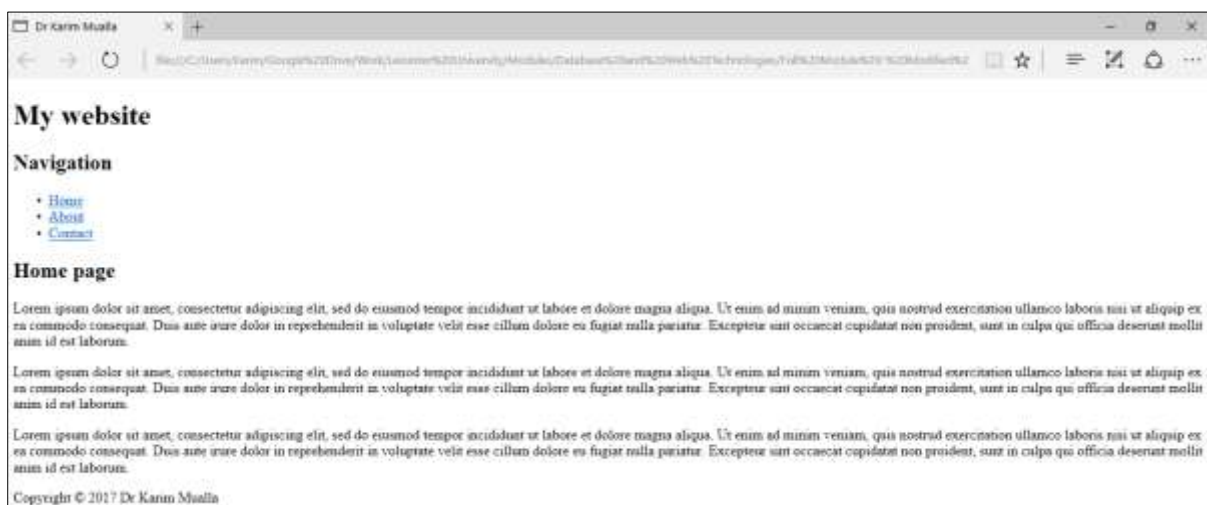 Dr Karim Mualla
My website
Navigation
Home
About
Contact
Home page
Lorem ipsum dolor sit amet, consectetur adipiscing elit, sed do eiusmod tempor incididunt ut labore et dolore magna aliqua. Ut enim ad minim veniam, quis nostrud exercitation ullamco laboris nisi ut aliquip ex
ea commodo consequat. Duis aute irure dolor in reprehenderit in voluptate velit esse cillum dolore eu fugiat nulla pariatur. Excepteur sint occaecat cupidatat non proident, sunt in culpa qui officia deserunt mollit
anim id est laborum.
Lorem ipsum dolor sit amet, consectetur adipiscing elit, sed do eiusmod tempor incididunt ut labore et dolore magna aliqua. Ut enim ad minim veniam, quis nostrud exercitation ullamco laboris nisi ut aliquip ex
ea commodo consequat. Duis aute irure dolor in reprehenderit in voluptate velit esse cillum dolore eu fugiat nulla pariatur. Excepteur sint occaecat cupidatat non proident, sunt in culpa qui officia deserunt mollit
anim id est laborum.
Lorem ipsum dolor sit amet, consectetur adipiscing elit, sed do eiusmod tempor incididunt ut labore et dolore magna aliqua. Ut enim ad minim veniam, quis nostrud exercitation ullamco laboris nisi ut aliquip ex
ea commodo consequat. Duis aute irure dolor in reprehenderit in voluptate velit esse cillum dolore eu fugiat nulla pariatur. Excepteur sint occaecat cupidatat non proident, sunt in culpa qui officia deserunt mollit
anim id est laborum.
Copyright © 2017 Dr Karim Mualla